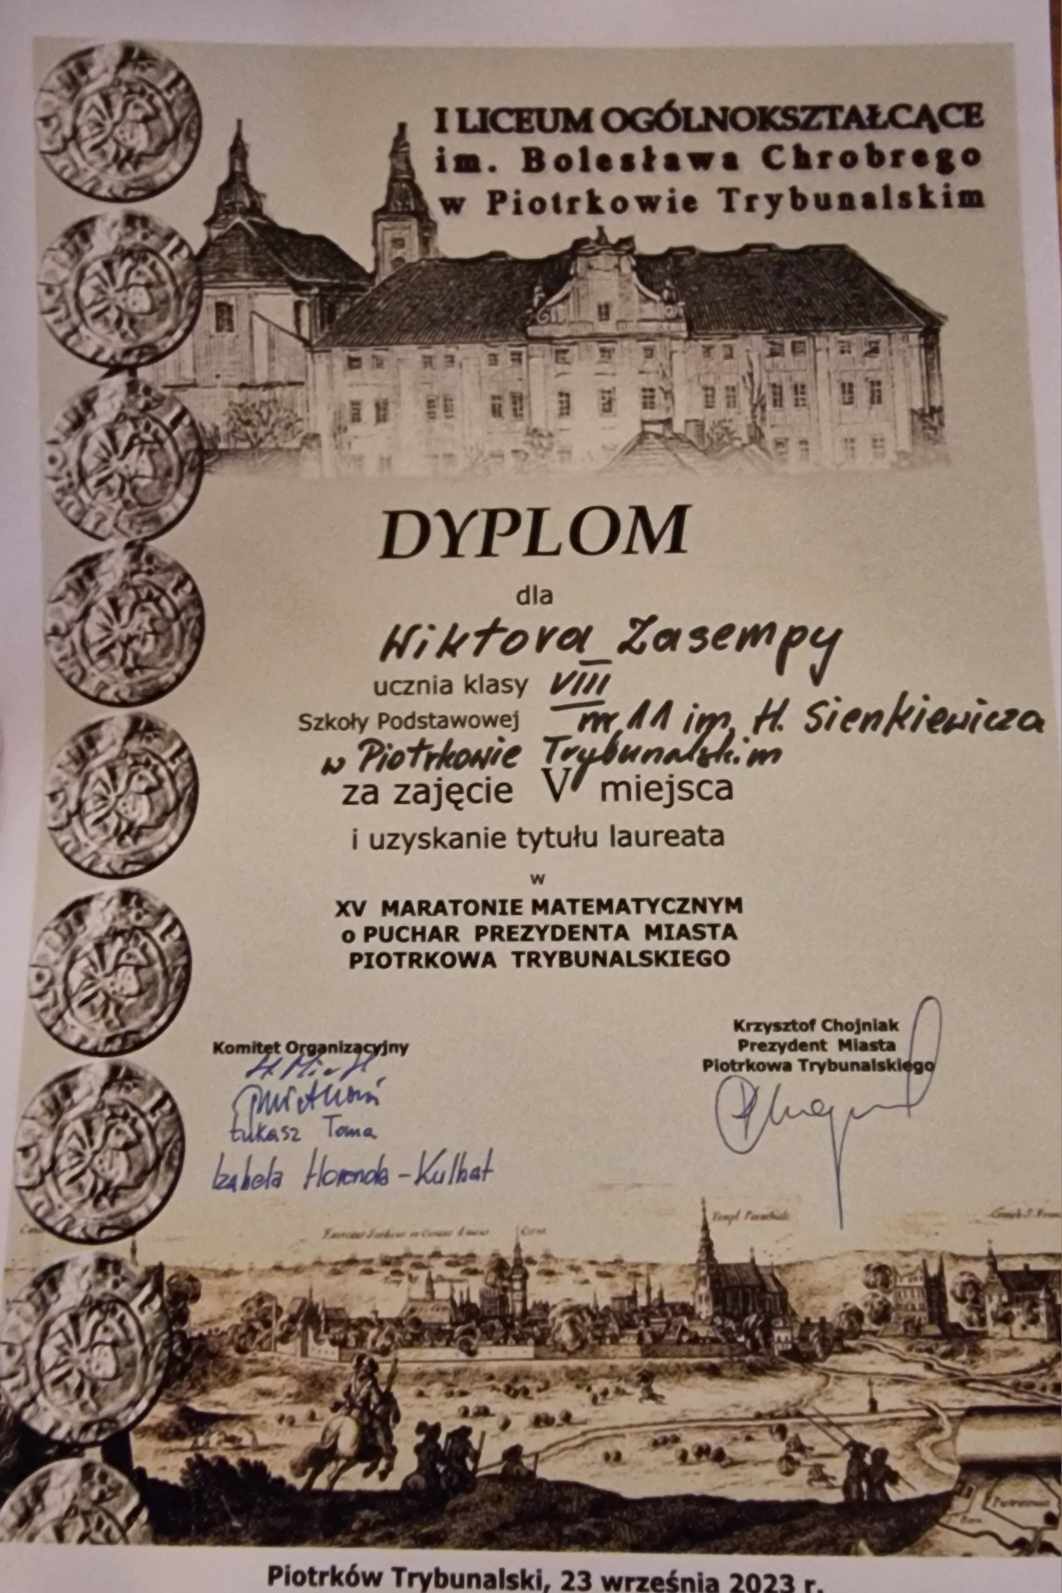 I LICEUM OGÓLNOKSZTAŁCĄCE
im. Bolesława Chrobrego
w Piotrkowie Trybunalskim
DYPLOM
dla
Wiktora Zasempy
ucznia klasy VIII
Szkoły Podstawowej nr 11 im. H. Sienkiewicza
w Piotrkowie Trybunalskim
za zajęcie V miejsca
i uzyskanie tytułu laureata
w
XV MARATONIE MATEMATYCZNYM
o PUCHAR PREZYDENTA MIASTA
PIOTRKOWA TRYBUNALSKIEGO
Komitet Organizacyjny
Łukasz Toma
Izabela Horenda-Kulbat
Krzysztof Chojniak
Prezydent Miasta
Piotrkowa Trybunalskiego
Piotrków Trybunalski, 23 września 2023 r.